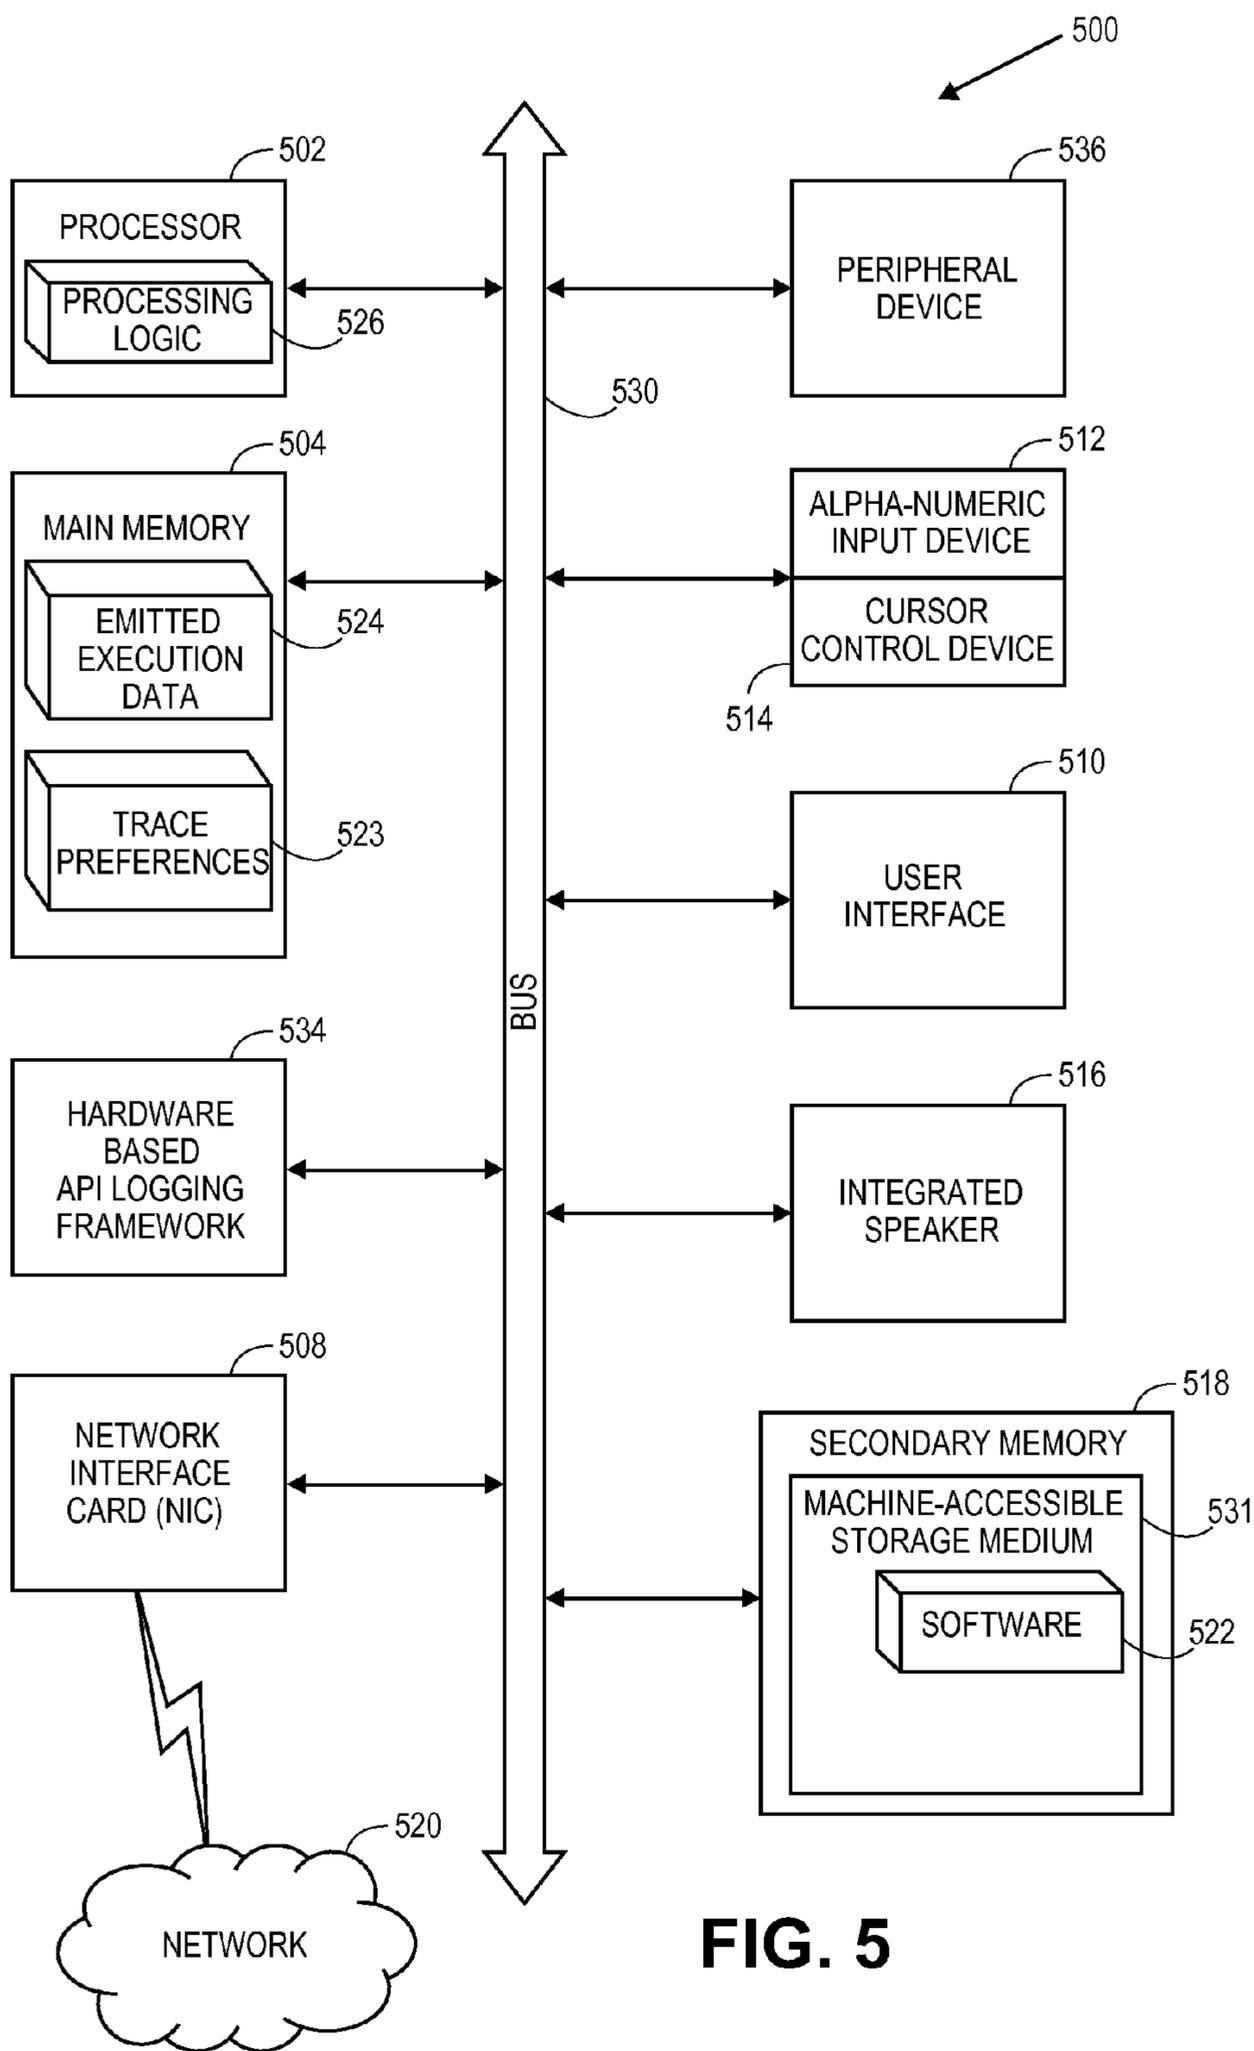 500
502
PROCESSOR
PROCESSING
LOGIC
526
504
MAIN MEMORY
EMITTED
EXECUTION
DATA
524
TRACE
PREFERENCES
523
534
HARDWARE
BASED
API LOGGING
FRAMEWORK
508
NETWORK
INTERFACE
CARD (NIC)
520
NETWORK
530
BUS
536
PERIPHERAL
DEVICE
512
ALPHA-NUMERIC
INPUT DEVICE
CURSOR
CONTROL DEVICE
514
510
USER
INTERFACE
516
INTEGRATED
SPEAKER
518
SECONDARY MEMORY
MACHINE-ACCESSIBLE
STORAGE MEDIUM
531
SOFTWARE
522
FIG. 5